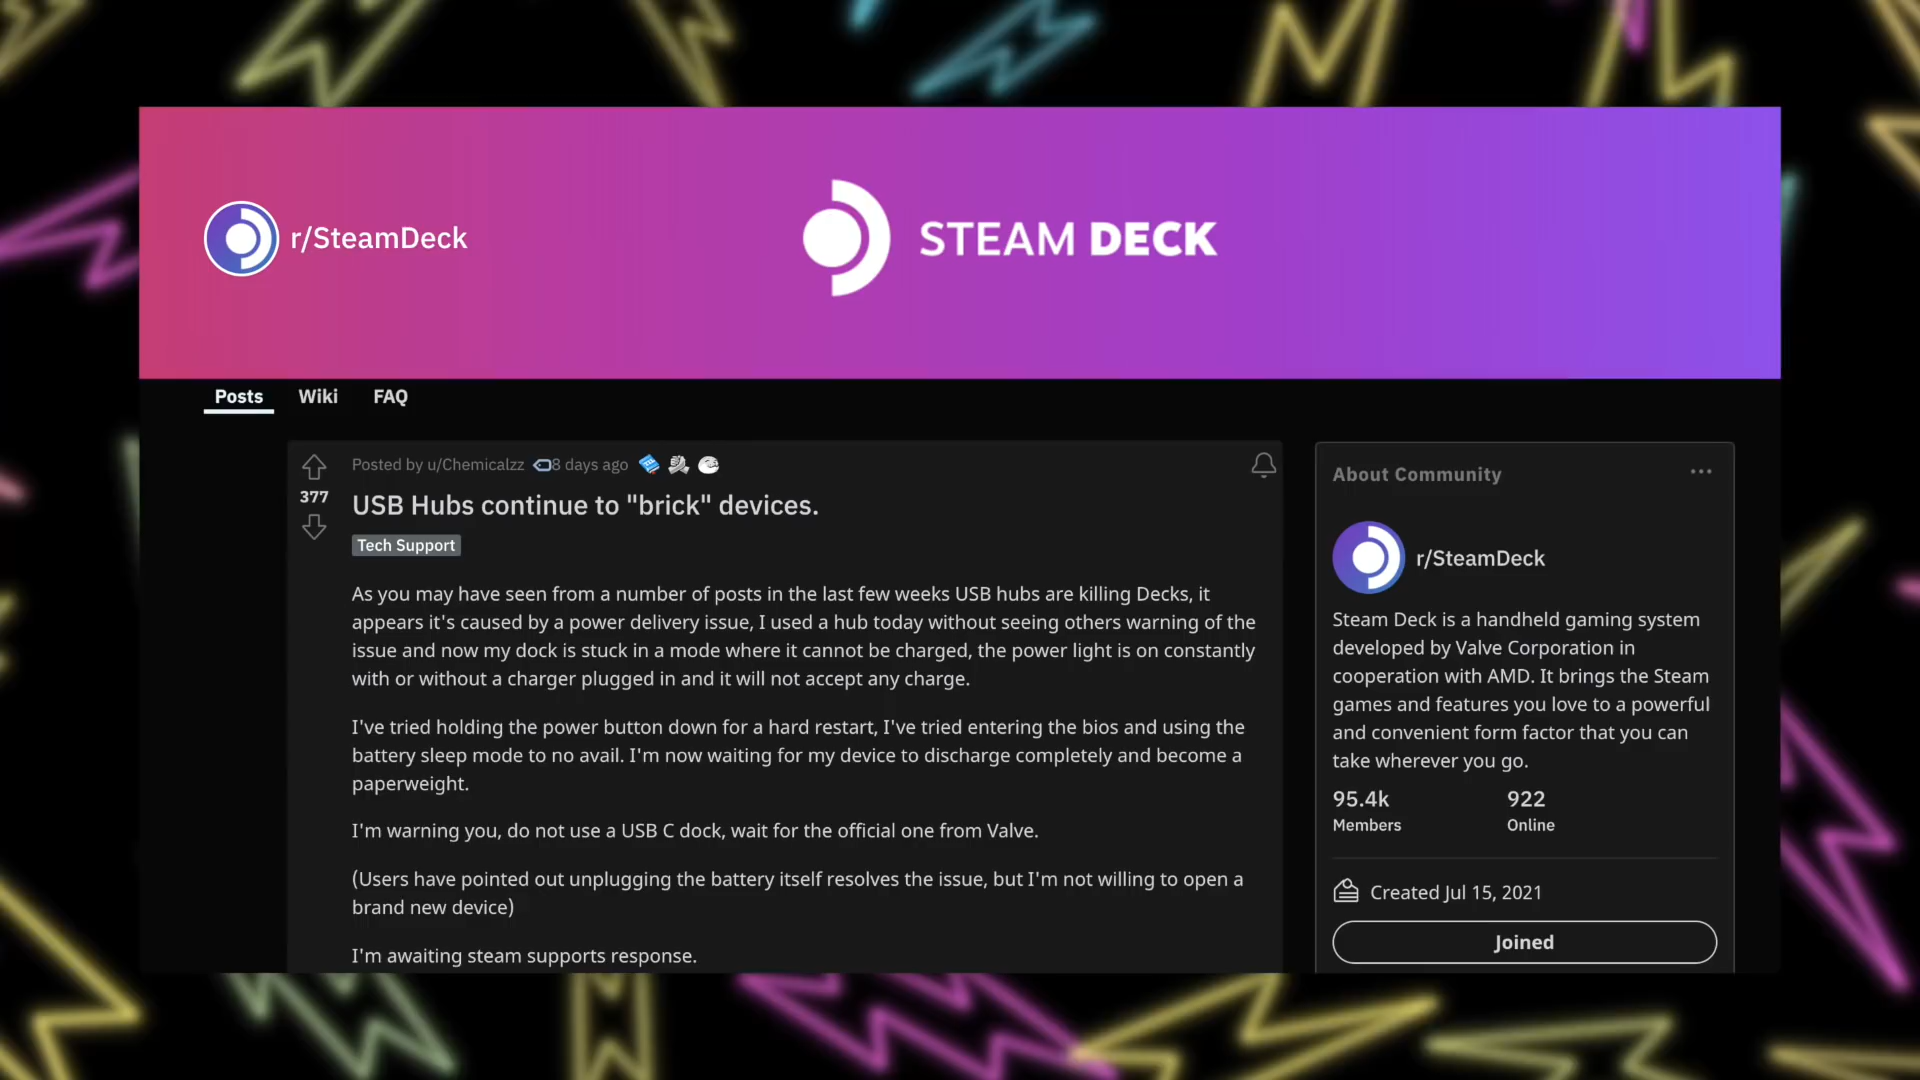 r/SteamDeck
STEAM DECK
Posts Wiki FAQ
Posted by u/Chemicalzz 8 days ago
377
USB Hubs continue to "brick" devices.
Tech Support
As you may have seen from a number of posts in the last few weeks USB hubs are killing Decks, it
appears it's caused by a power delivery issue, I used a hub today without seeing others warning of the
issue and now my dock is stuck in a mode where it cannot be charged, the power light is on constantly
with or without a charger plugged in and it will not accept any charge.
I've tried holding the power button down for a hard restart, I've tried entering the bios and using the
battery sleep mode to no avail. I'm now waiting for my device to discharge completely and become a
paperweight.
I'm warning you, do not use a USB C dock, wait for the official one from Valve.
(Users have pointed out unplugging the battery itself resolves the issue, but I'm not willing to open a
brand new device)
I'm awaiting steam supports response.
About Community
r/SteamDeck
Steam Deck is a handheld gaming system
developed by Valve Corporation in
cooperation with AMD. It brings the Steam
games and features you love to a powerful
and convenient form factor that you can
take wherever you go.
95.4k 922
Members Online
Created Jul 15, 2021
Joined